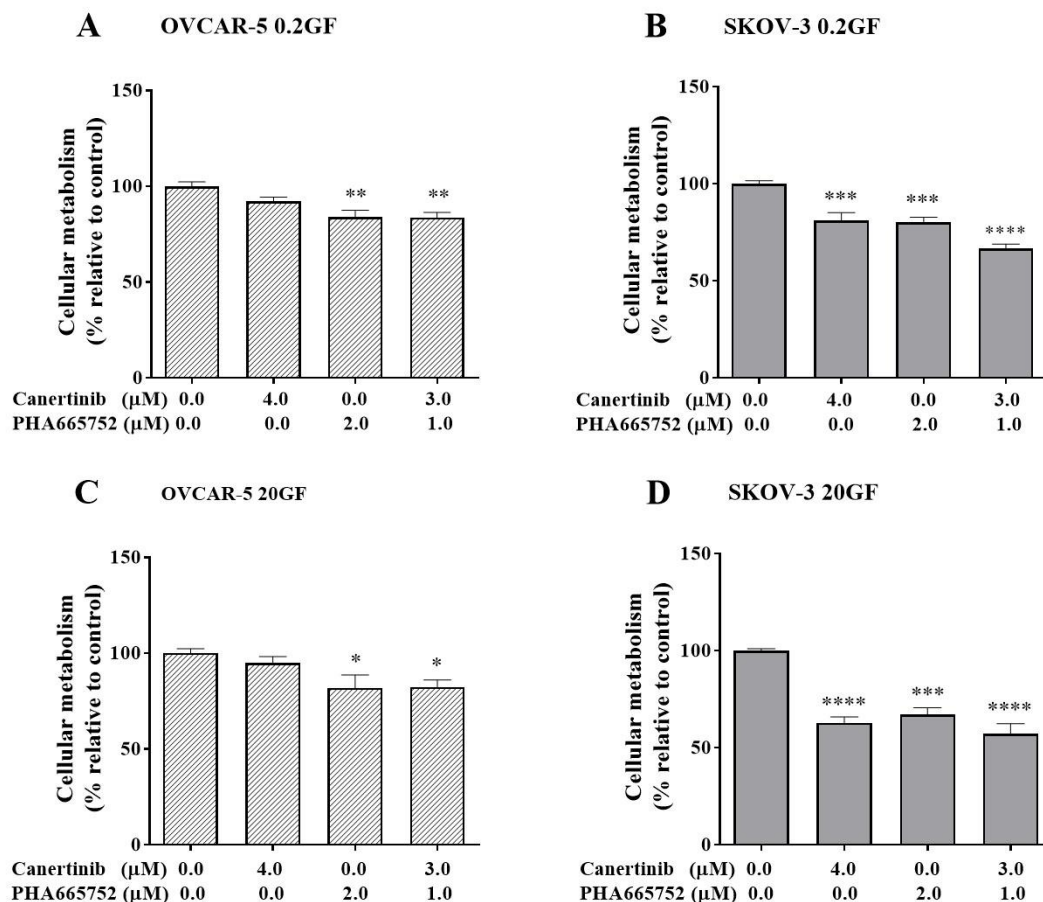 A OVCAR-5 0.2GF
Cellular metabolism
(% relative to control)
150
100
50
0
** **
Canertinib (µM) 0.0 4.0 0.0 3.0
PHA665752 (µM) 0.0 0.0 2.0 1.0
B SKOV-3 0.2GF
Cellular metabolism
(% relative to control)
150
100
50
0
*** *** ****
Canertinib (µM) 0.0 4.0 0.0 3.0
PHA665752 (µM) 0.0 0.0 2.0 1.0
C OVCAR-5 20GF
Cellular metabolism
(% relative to control)
150
100
50
0
* *
Canertinib (µM) 0.0 4.0 0.0 3.0
PHA665752 (µM) 0.0 0.0 2.0 1.0
D SKOV-3 20GF
Cellular metabolism
(% relative to control)
150
100
50
0
**** *** ****
Canertinib (µM) 0.0 4.0 0.0 3.0
PHA665752 (µM) 0.0 0.0 2.0 1.0